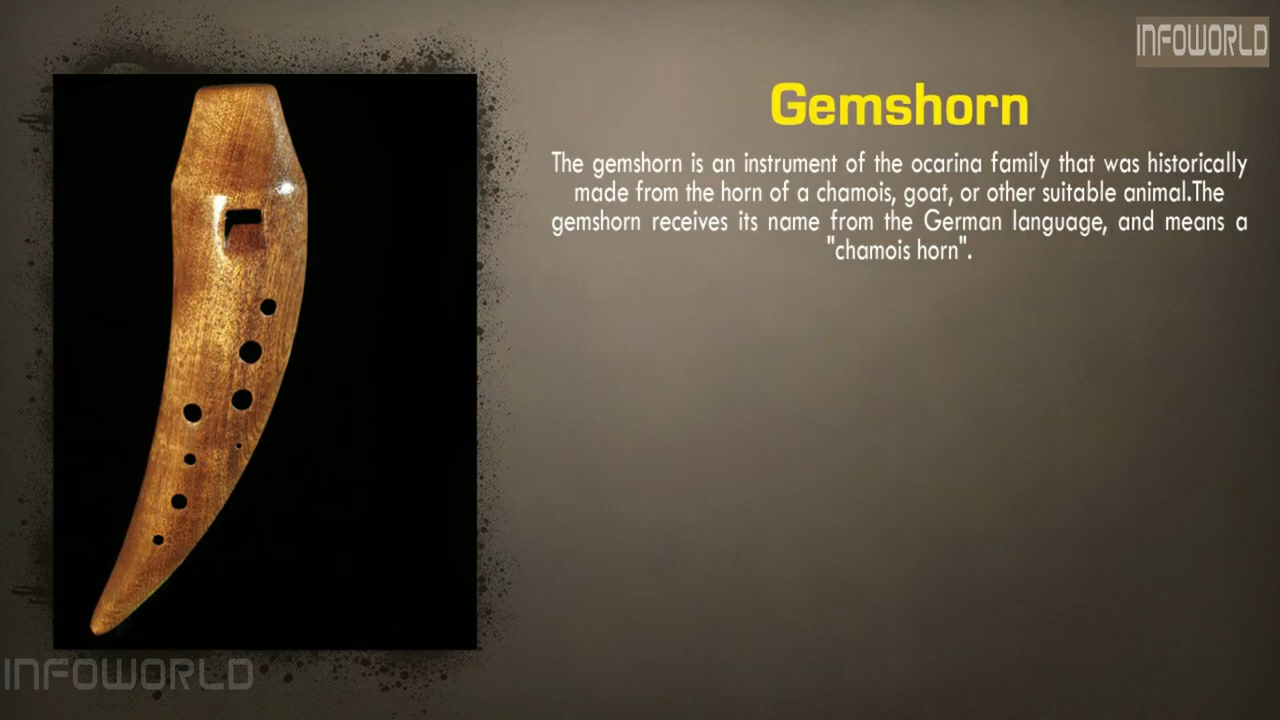 INFOWORLD
Gemshorn
The gemshorn is an instrument of the ocarina family that was historically
made from the horn of a chamois, goat, or other suitable animal.The
gemshorn receives its name from the German language, and means a
"chamois horn".
INFOWORLD